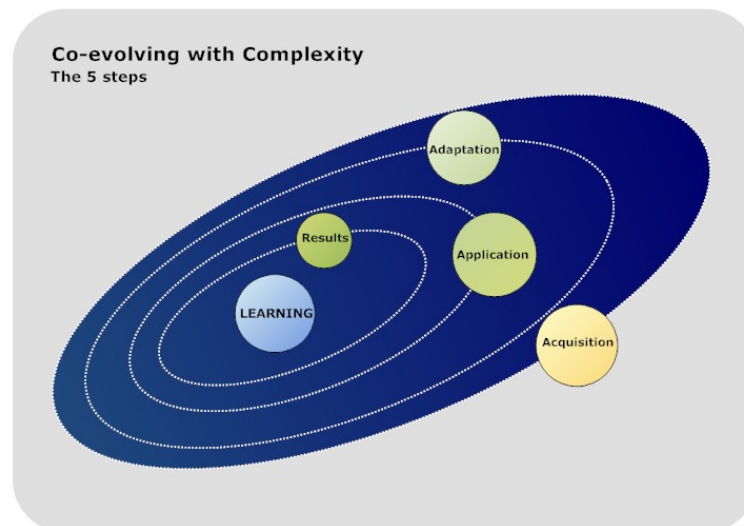 Co-evolving with Complexity
The 5 steps
Adaptation
Results
Application
LEARNING
Acquisition